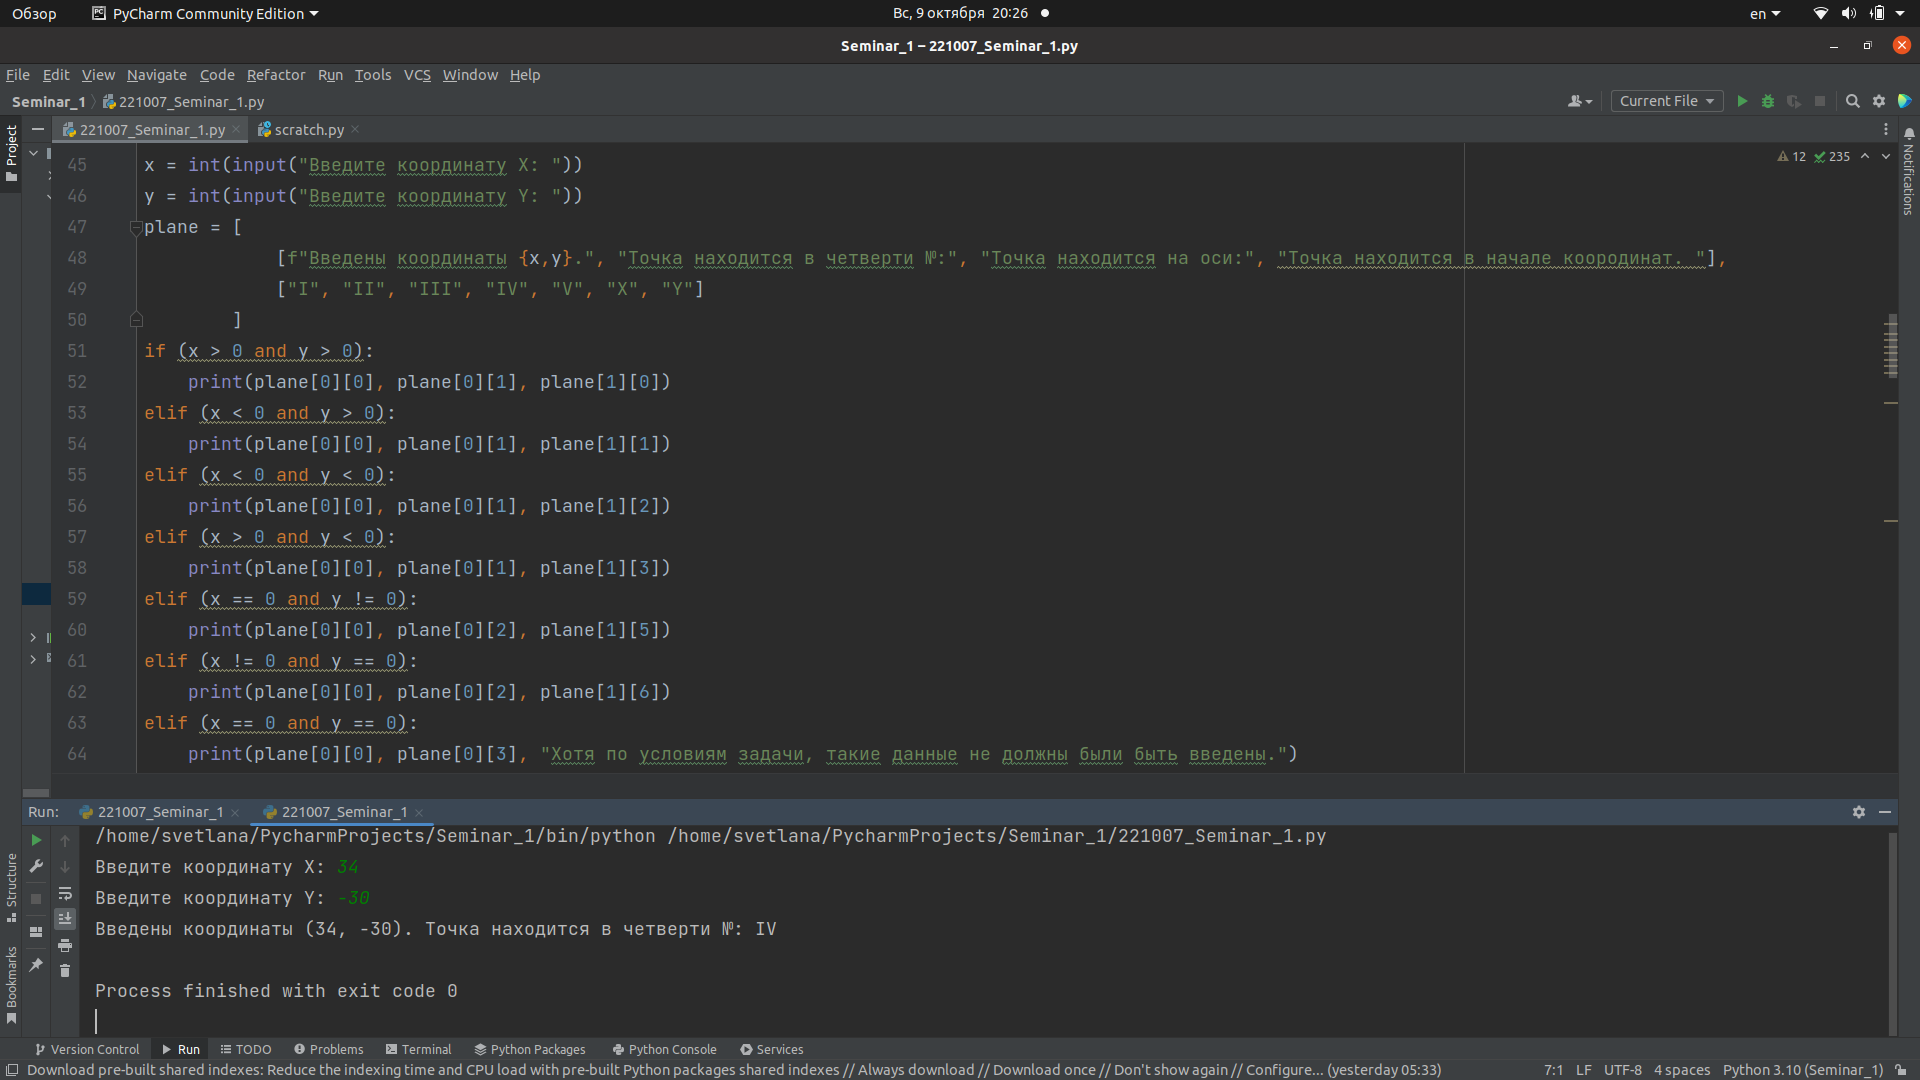 Обзор PyCharm Community Edition Вс, 9 октября 20:26 en
Seminar_1 – 221007_Seminar_1.py
File Edit View Navigate Code Refactor Run Tools VCS Window Help
Seminar_1 221007_Seminar_1.py Current File
Project 221007_Seminar_1.py scratch.py
12 235
Notifications
45 x = int(input("Введите координату X: "))
46 y = int(input("Введите координату Y: "))
47 plane = [
48 [f"Введены координаты {x,y}.", "Точка находится в четверти №:", "Точка находится на оси:", "Точка находится в начале коородинат. "],
49 ["I", "II", "III", "IV", "V", "X", "Y"]
50 ]
51 if (x > 0 and y > 0):
52 print(plane[0][0], plane[0][1], plane[1][0])
53 elif (x < 0 and y > 0):
54 print(plane[0][0], plane[0][1], plane[1][1])
55 elif (x < 0 and y < 0):
56 print(plane[0][0], plane[0][1], plane[1][2])
57 elif (x > 0 and y < 0):
58 print(plane[0][0], plane[0][1], plane[1][3])
59 elif (x == 0 and y != 0):
60 print(plane[0][0], plane[0][2], plane[1][5])
61 elif (x != 0 and y == 0):
62 print(plane[0][0], plane[0][2], plane[1][6])
63 elif (x == 0 and y == 0):
64 print(plane[0][0], plane[0][3], "Хотя по условиям задачи, такие данные не должны были быть введены.")
Run: 221007_Seminar_1 221007_Seminar_1
/home/svetlana/PycharmProjects/Seminar_1/bin/python /home/svetlana/PycharmProjects/Seminar_1/221007_Seminar_1.py
Введите координату X: 34
Введите координату Y: -30
Введены координаты (34, -30). Точка находится в четверти №: IV
Process finished with exit code 0
Structure
Bookmarks
Version Control Run TODO Problems Terminal Python Packages Python Console Services
Download pre-built shared indexes: Reduce the indexing time and CPU load with pre-built Python packages shared indexes // Always download // Download once // Don't show again // Configure... (yesterday 05:33) 7:1 LF UTF-8 4 spaces Python 3.10 (Seminar_1)